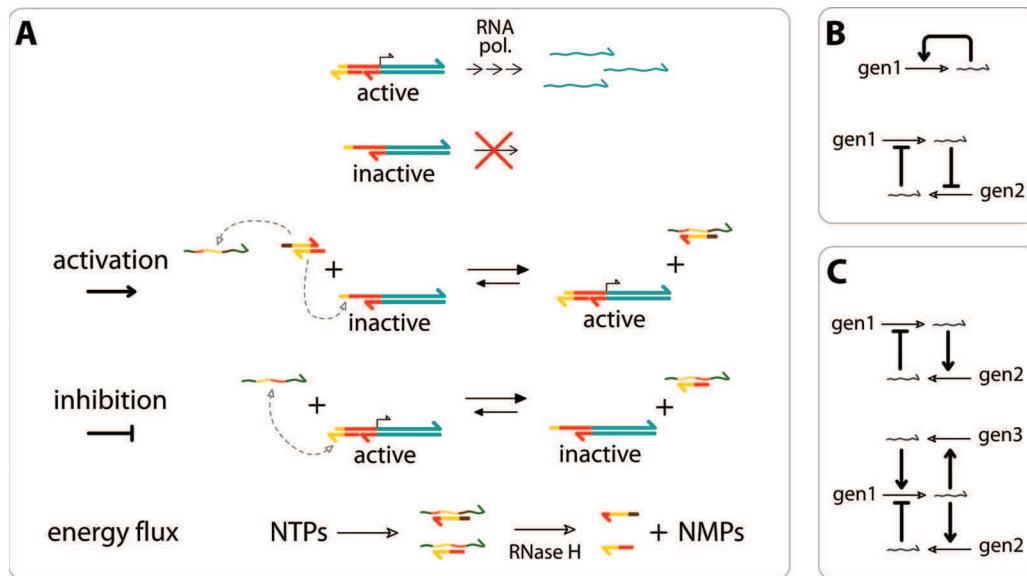 A
RNA
pol.
active
inactive
activation
+
inactive
+
active
inhibition
+
active
+
inactive
energy flux
NTPs
RNase H
+ NMPs
B
gen1
gen1
gen2
C
gen1
gen2
gen3
gen1
gen2